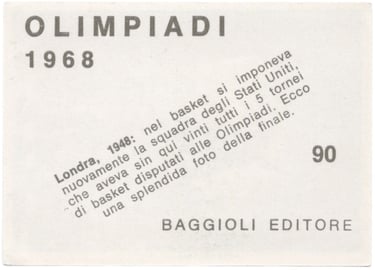 OLIMPIADI
1968
Londra, 1948: nel basket si imponeva
nuovamente la squadra degli Stati Uniti,
che aveva sin qui vinti tutti i 5 tornei
di basket disputati alle Olimpiadi. Ecco
una splendida foto della finale.
90
BAGGIOLI EDITORE